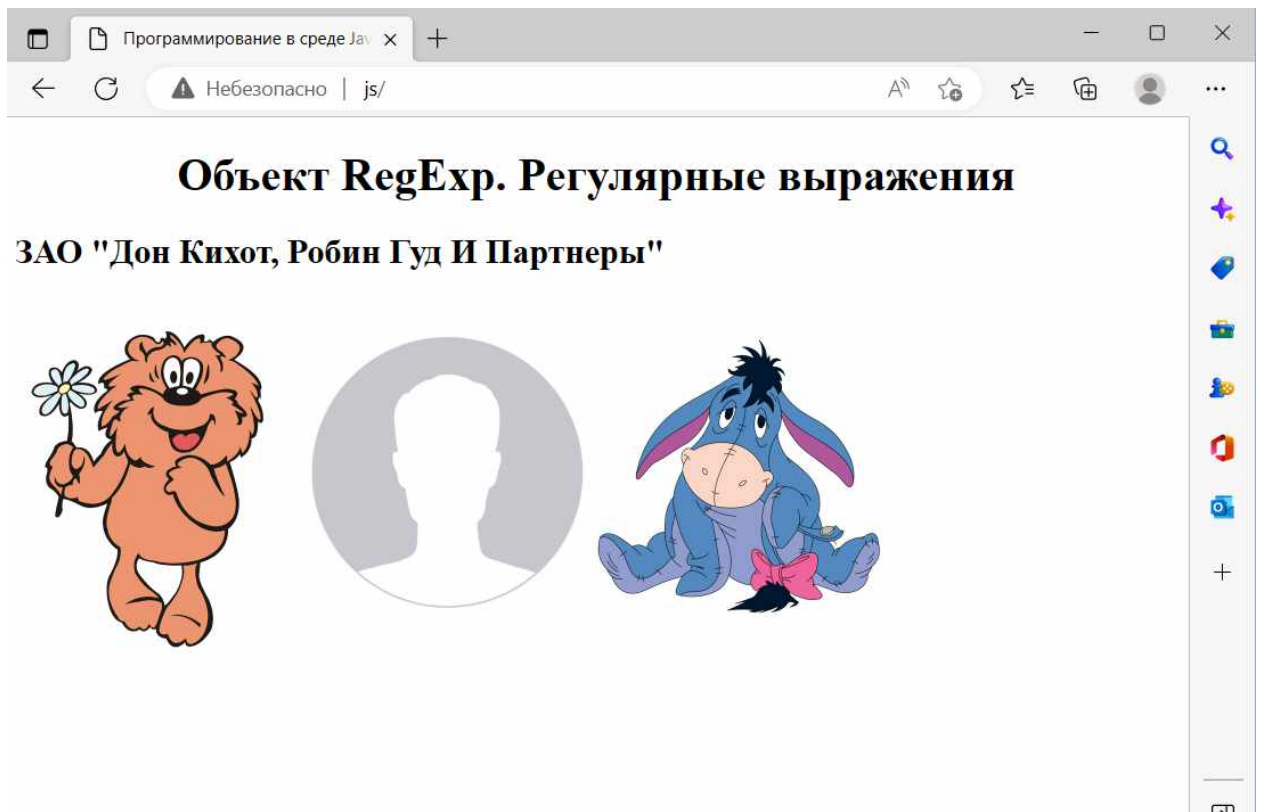 Программирование в среде Jav
Небезопасно | js/
Объект RegExp. Регулярные выражения
ЗАО "Дон Кихот, Робин Гуд И Партнеры"